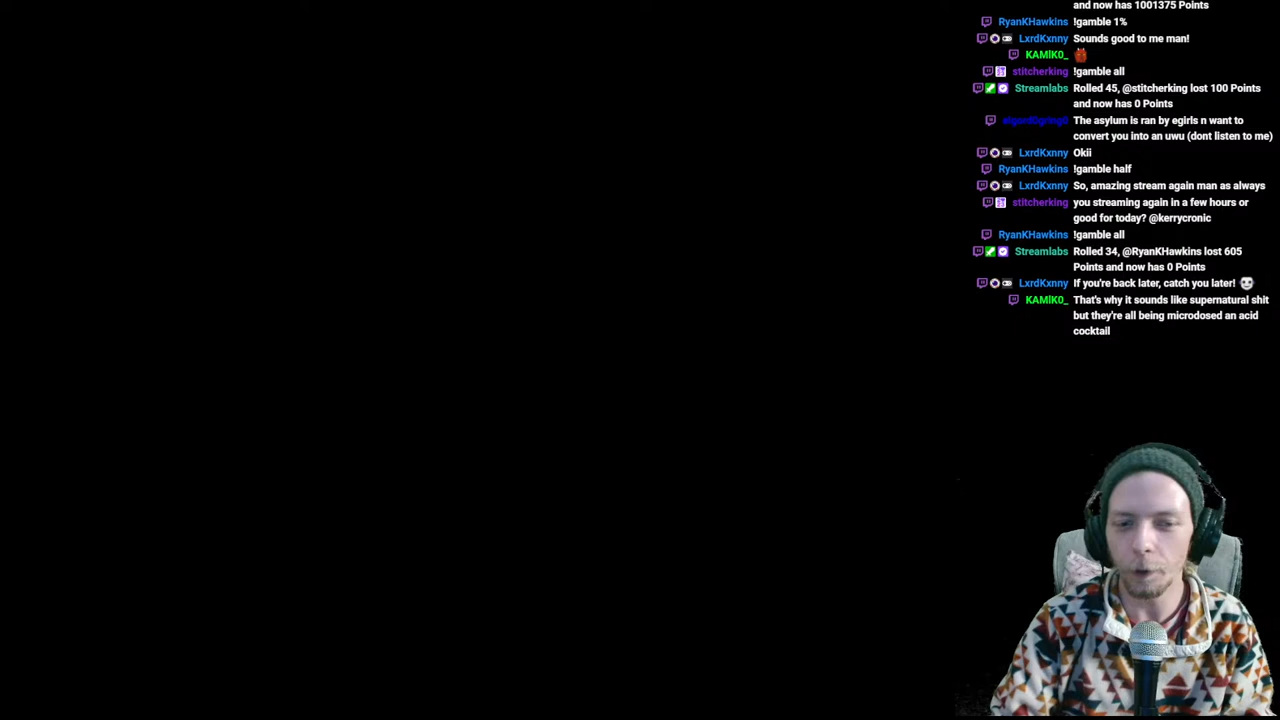 and now has 1001375 Points
RyanKHawkins !gamble 1%
LxrdKxnny Sounds good to me man!
KAMIK0_
stitcherking !gamble all
Streamlabs Rolled 45, @stitcherking lost 100 Points
and now has 0 Points
The asylum is ran by egirls n want to
convert you into an uwu (dont listen to me)
LxrdKxnny Okii
RyanKHawkins !gamble half
LxrdKxnny So, amazing stream again man as always
stitcherking you streaming again in a few hours or
good for today? @kerrycronic
RyanKHawkins !gamble all
Streamlabs Rolled 34, @RyanKHawkins lost 605
Points and now has 0 Points
LxrdKxnny If you're back later, catch you later!
KAMIK0_ That's why it sounds like supernatural shit
but they're all being microdosed an acid
cocktail